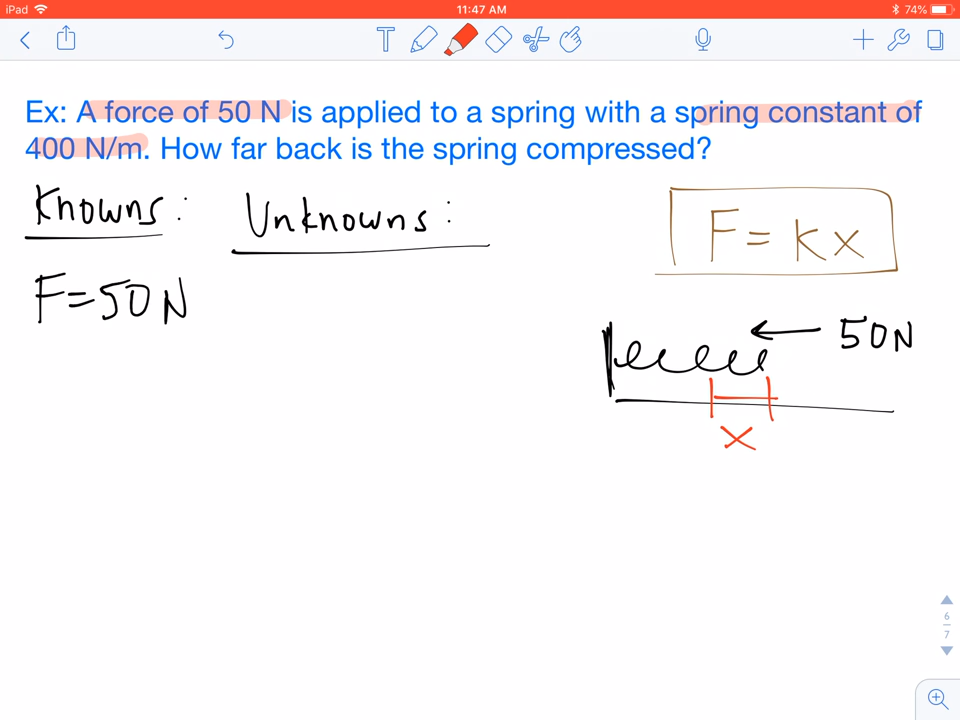 iPad 11:47 AM 74%
T
Ex: A force of 50 N is applied to a spring with a spring constant of
400 N/m. How far back is the spring compressed?
Knowns: Unknowns:
F = kx
F=50N
50N
x
6
7